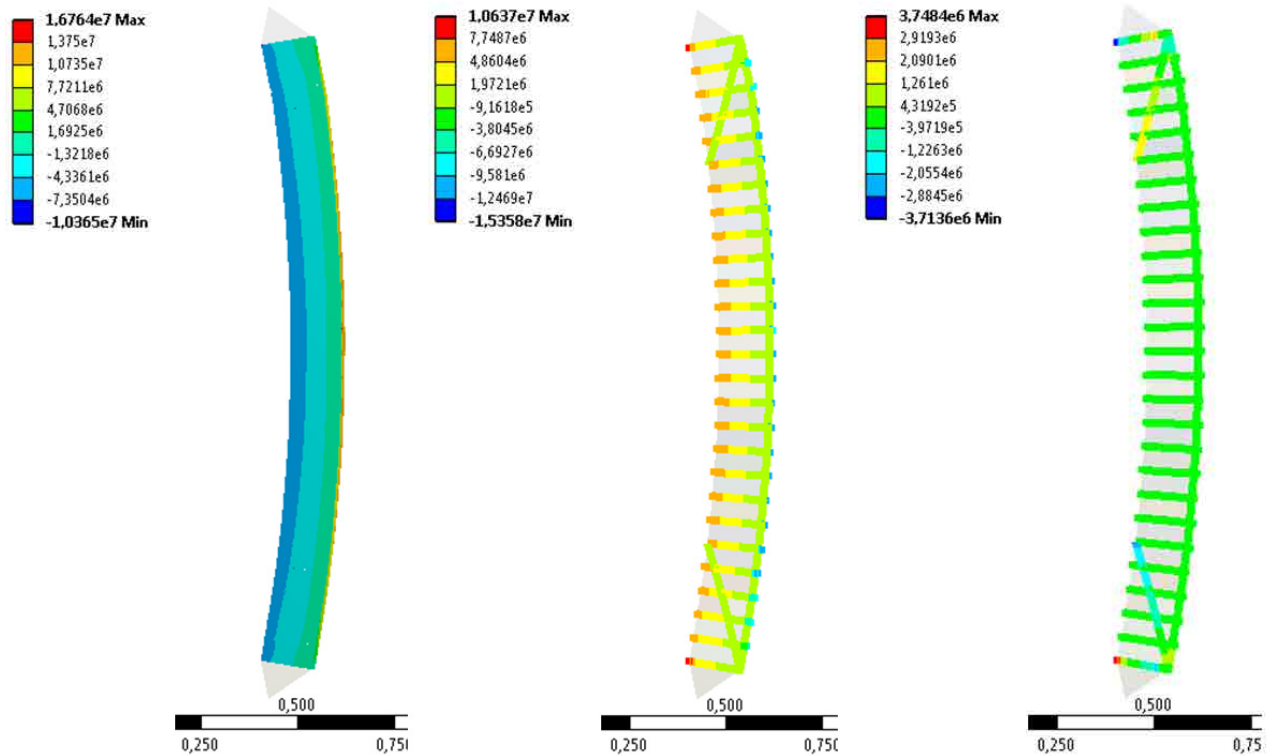 1,6764e7 Max
1,375e7
1,0735e7
7,7211e6
4,7068e6
1,6925e6
-1,3218e6
-4,3361e6
-7,3504e6
-1,0365e7 Min
0,500
0,250
0,750
1,0637e7 Max
7,7487e6
4,8604e6
1,9721e6
-9,1618e5
-3,8045e6
-6,6927e6
-9,581e6
-1,2469e7
-1,5358e7 Min
0,500
0,250
0,750
3,7484e6 Max
2,9193e6
2,0901e6
1,261e6
4,3192e5
-3,9719e5
-1,2263e6
-2,0554e6
-2,8845e6
-3,7136e6 Min
0,500
0,250
0,75